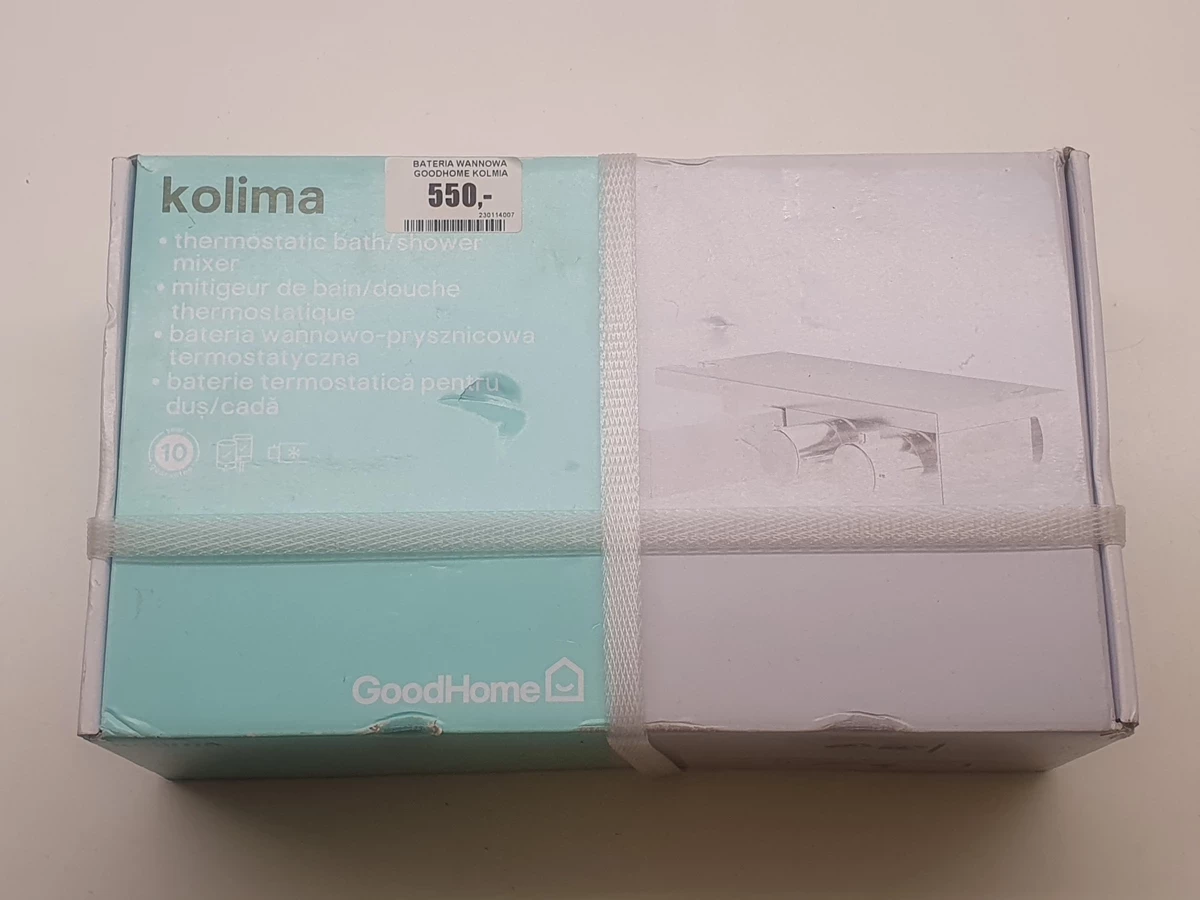 kolima
BATERIA WANNOWA
GOODHOME KOLMIA
550,-
230114007
• thermostatic bath/shower
mixer
• mitigeur de bain/douche
thermostatique
• bateria wannowo-prysznicowa
termostatyczna
• baterie termostatică pentru
duș/cadă
10
GoodHome